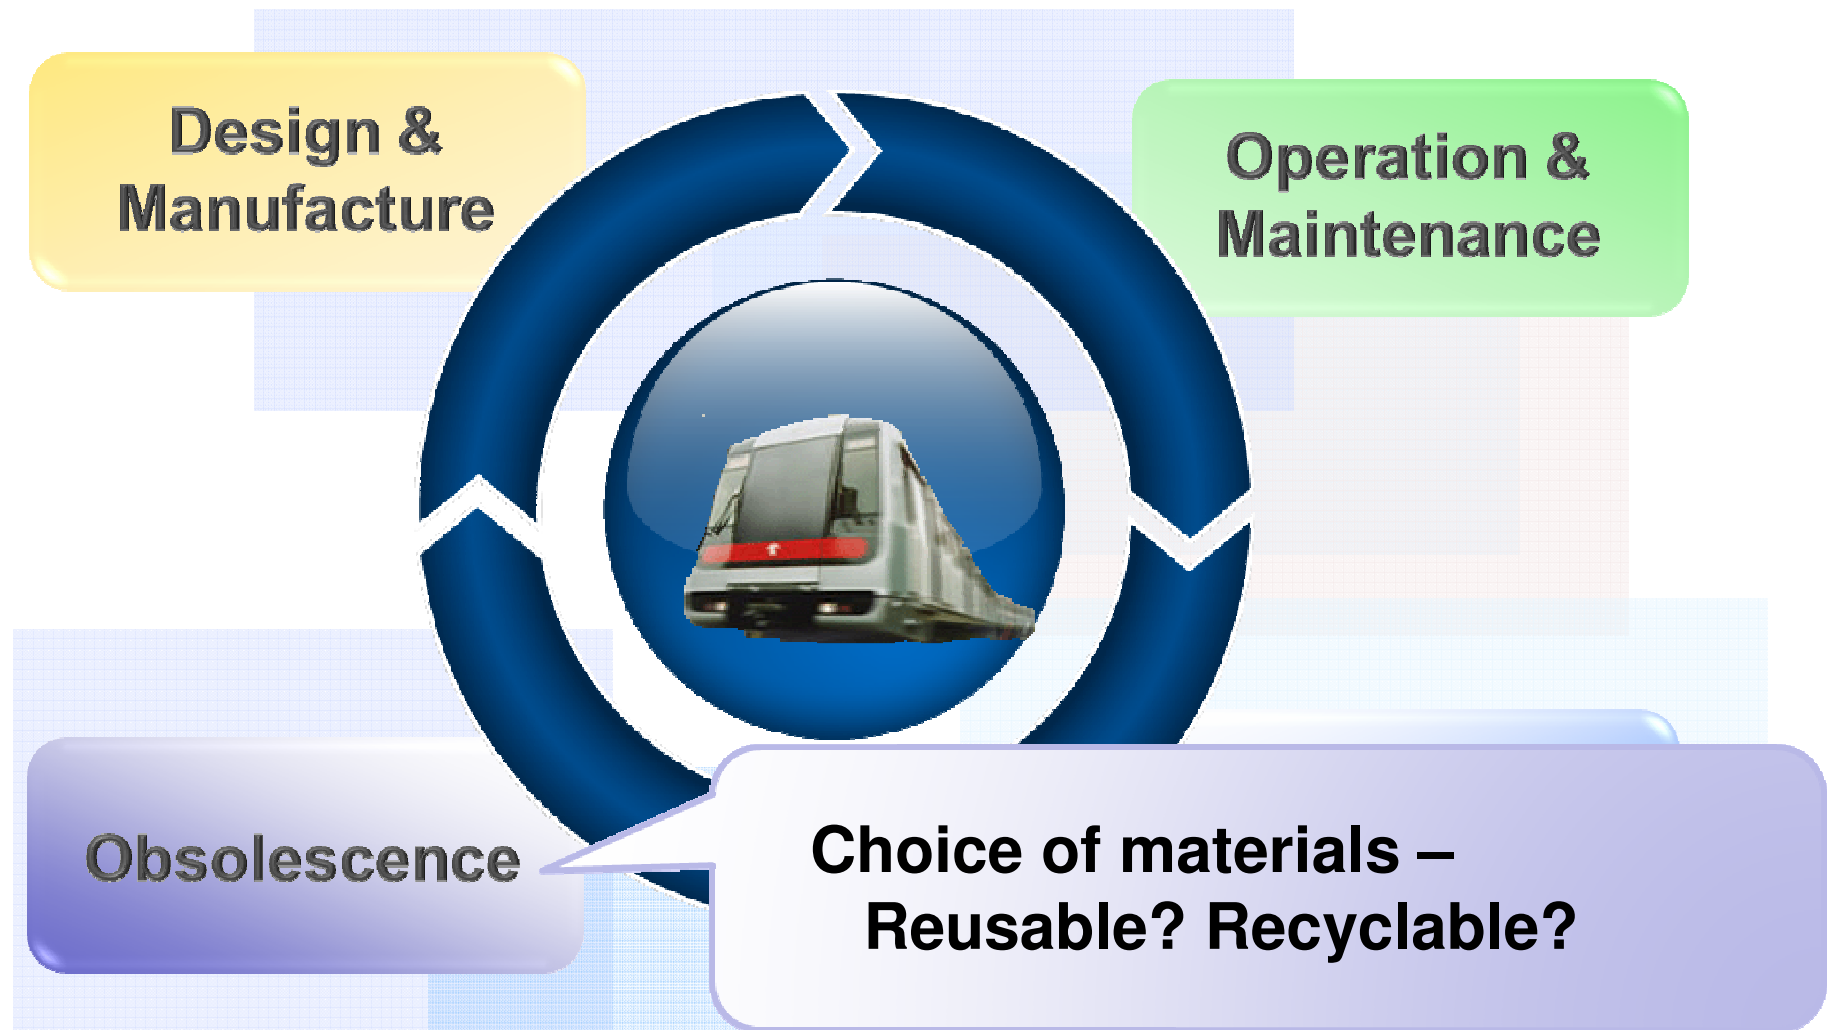 Design &
Manufacture
Operation &
Maintenance
Obsolescence
Choice of materials –
Reusable? Recyclable?